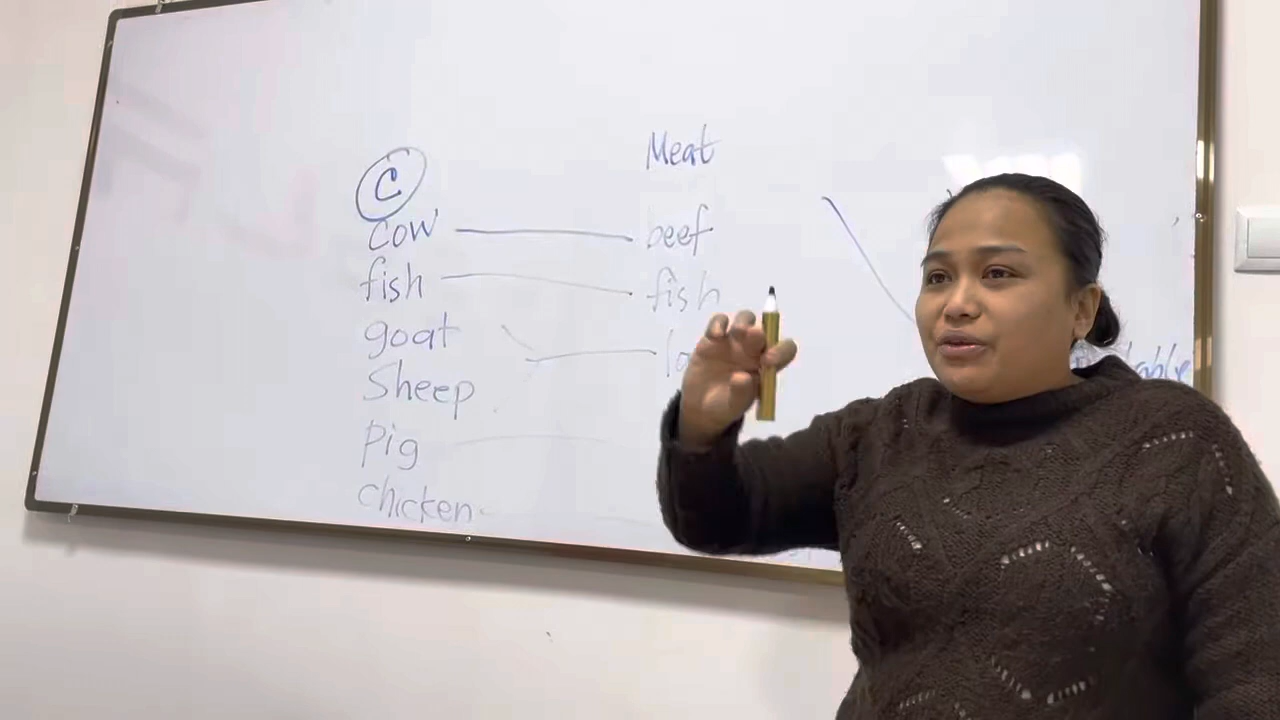 Meat
C
cow beef
fish fish
goat
Sheep
pig
chicken